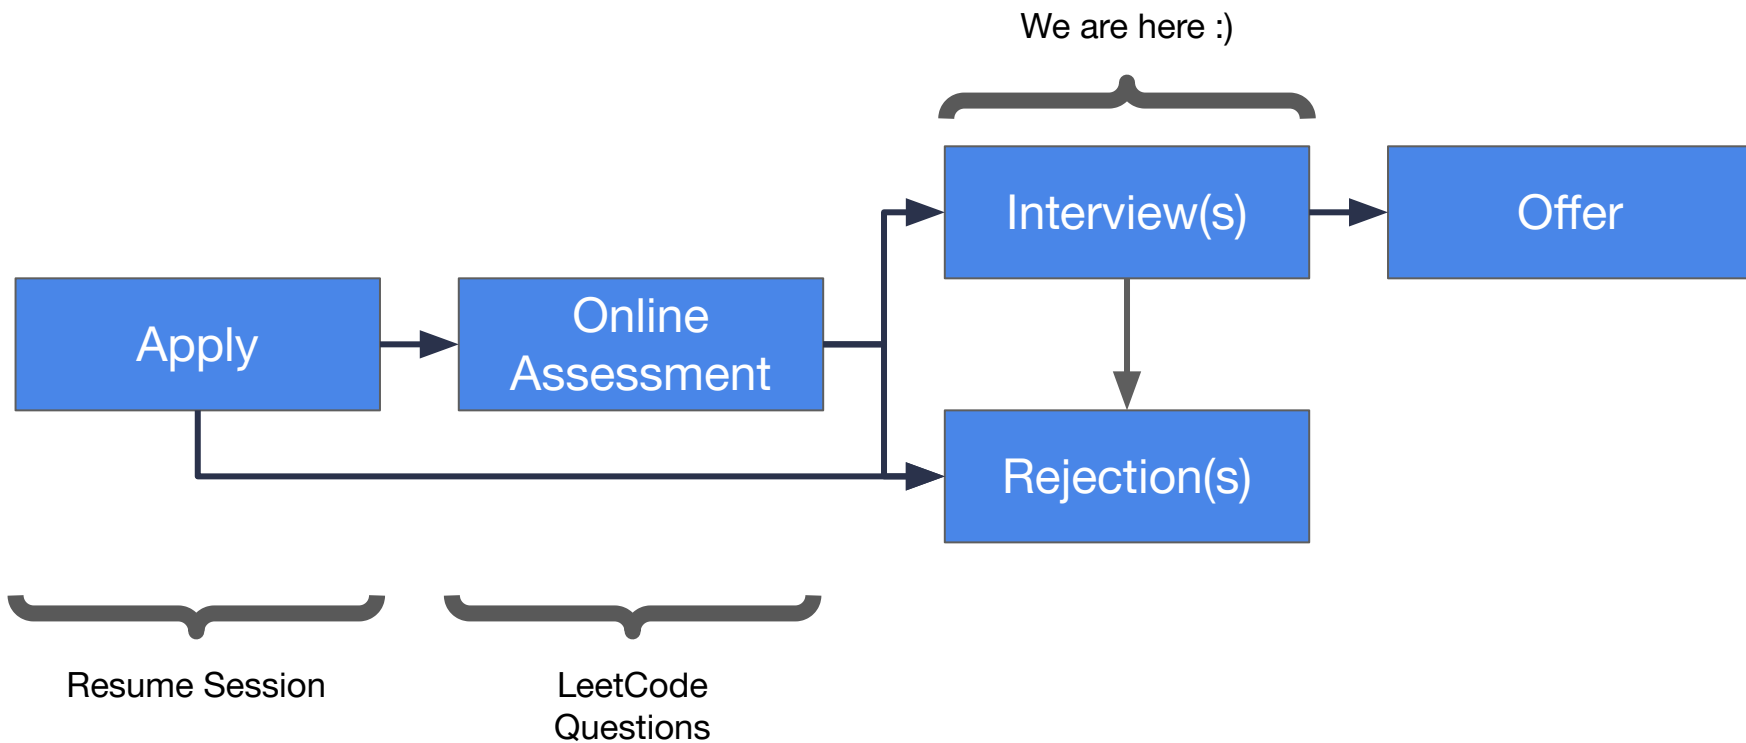 We are here :)
Interview(s)
Offer
Apply
Online
Assessment
Rejection(s)
Resume Session
LeetCode
Questions